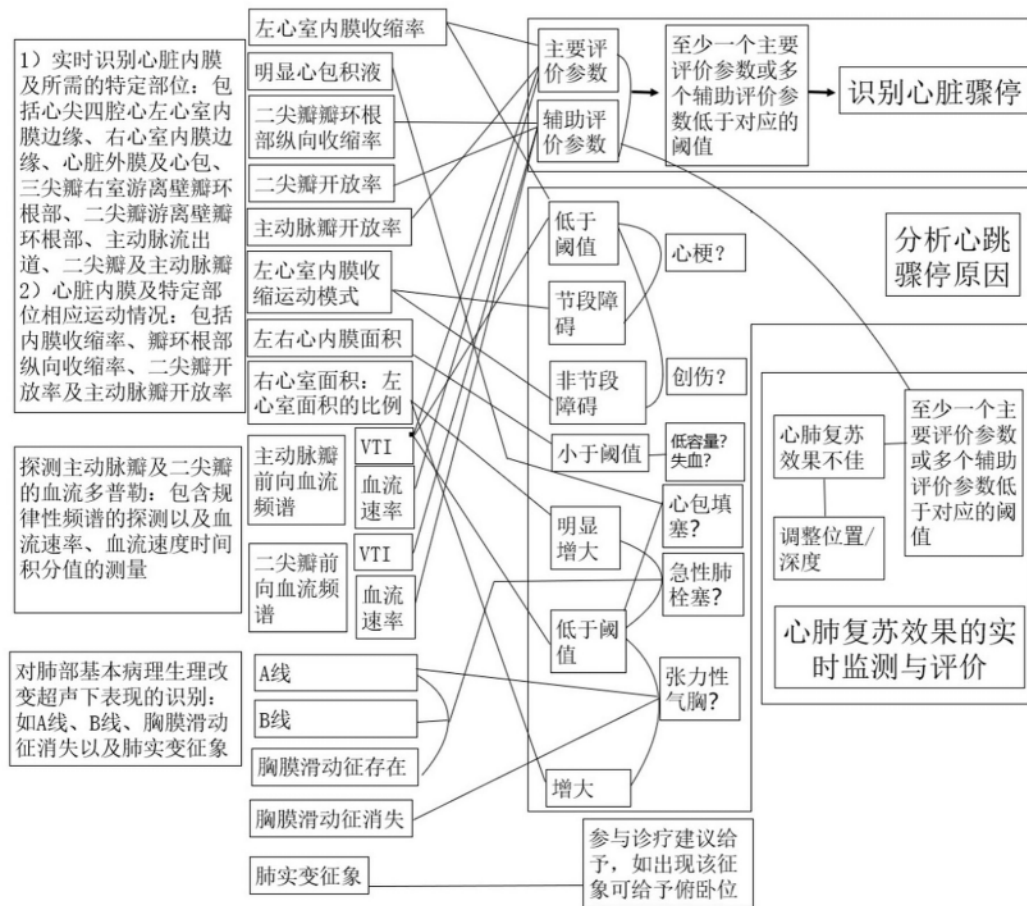 1）实时识别心脏内膜
及所需的特定部位：包
括心尖四腔心左心室内
膜边缘、右心室内膜边
缘、心脏外膜及心包、
三尖瓣右室游离壁瓣环
根部、二尖瓣游离壁瓣
环根部、主动脉流出
道、二尖瓣及主动脉瓣
2）心脏内膜及特定部
位相应运动情况：包括
内膜收缩率、瓣环根部
纵向收缩率、二尖瓣开
放率及主动脉瓣开放率
探测主动脉瓣及二尖瓣
的血流多普勒：包含规
律性频谱的探测以及血
流速率、血流速度时间
积分值的测量
对肺部基本病理生理改
变超声下表现的识别：
如A线、B线、胸膜滑动
征消失以及肺实变征象
左心室内膜收缩率
明显心包积液
二尖瓣瓣环根
部纵向收缩率
二尖瓣开放率
主动脉瓣开放率
左心室内膜收
缩运动模式
左右心内膜面积
右心室面积：左
心室面积的比例
主动脉瓣
前向血流
频谱
VTI
血流
速率
二尖瓣前
向血流频
谱
VTI
血流
速率
A线
B线
胸膜滑动征存在
胸膜滑动征消失
肺实变征象
主要评
价参数
辅助评
价参数
至少一个主要
评价参数或多
个辅助评价参
数低于对应的
阈值
识别心脏骤停
低于
阈值
心梗？
节段障
碍
非节段
障碍
创伤？
小于阈值
低容量？
失血？
心包填
塞？
明显
增大
急性肺
栓塞？
低于阈
值
张力性
气胸？
增大
分析心跳
骤停原因
心肺复苏
效果不佳
调整位置/
深度
至少一个主
要评价参数
或多个辅助
评价参数低
于对应的阈
值
心肺复苏效果的实
时监测与评价
参与诊疗建议给
予，如出现该征
象可给予俯卧位